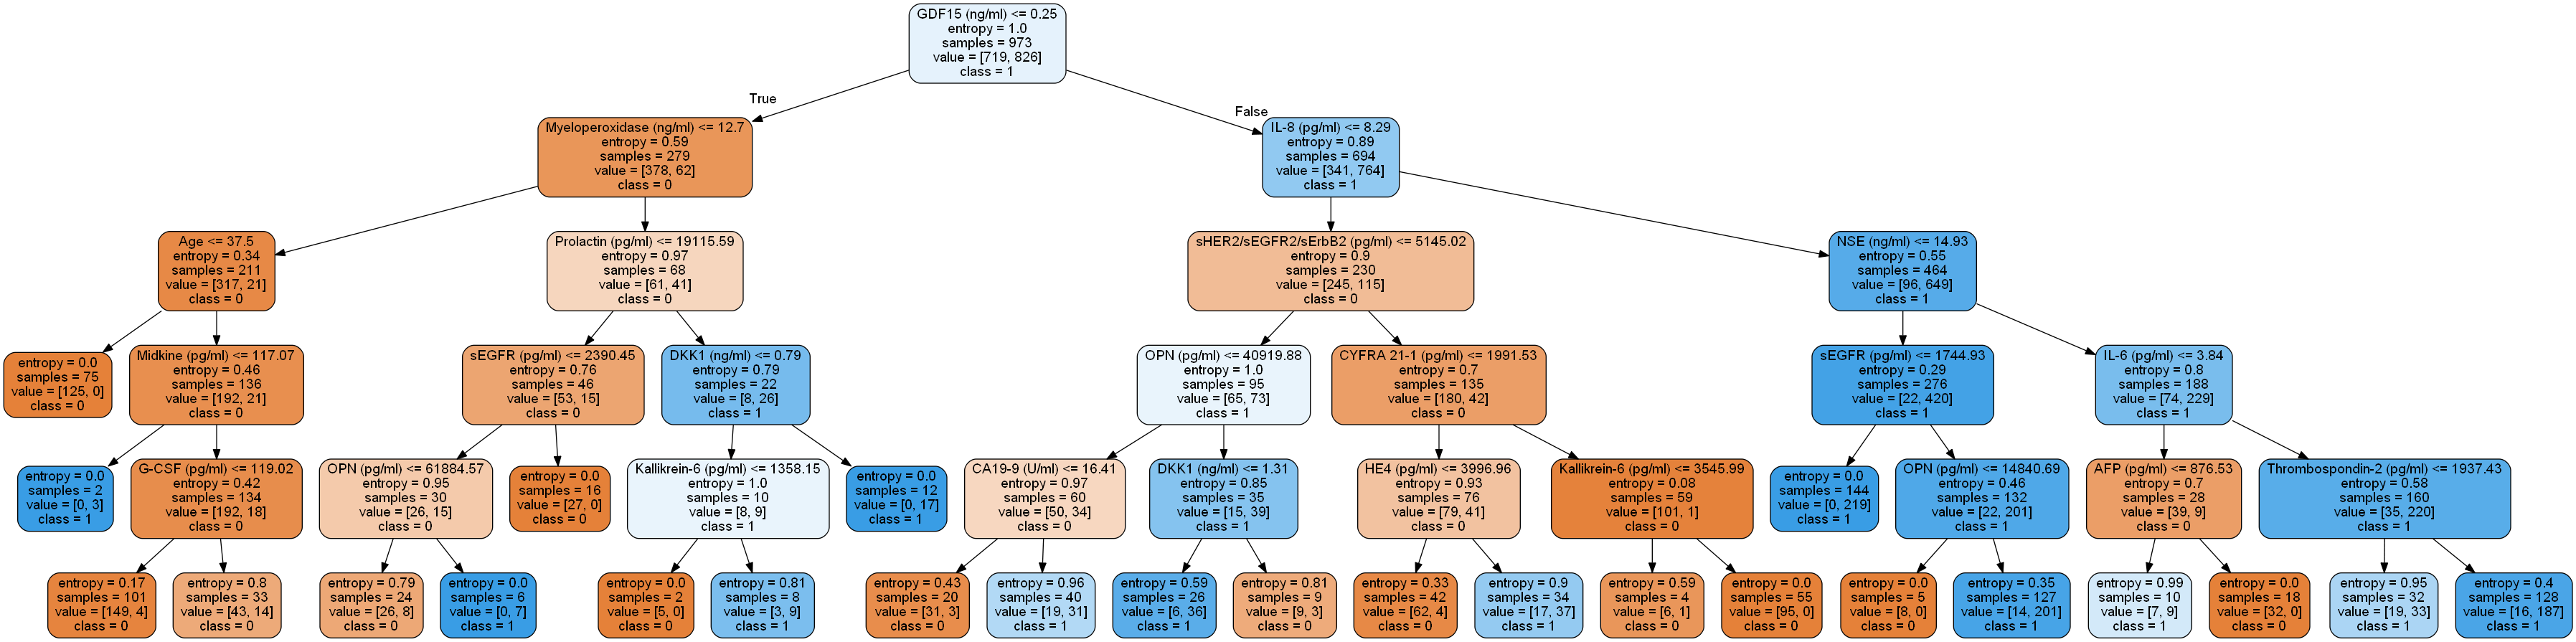 GDF15 (ng/ml) <= 0.25
entropy = 1.0
samples = 973
value = [719, 826]
class = 1
True
False
Myeloperoxidase (ng/ml) <= 12.7
entropy = 0.59
samples = 279
value = [378, 62]
class = 0
IL-8 (pg/ml) <= 8.29
entropy = 0.89
samples = 694
value = [341, 764]
class = 1
Age <= 37.5
entropy = 0.34
samples = 211
value = [317, 21]
class = 0
Prolactin (pg/ml) <= 19115.59
entropy = 0.97
samples = 68
value = [61, 41]
class = 0
sHER2/sEGFR2/sErbB2 (pg/ml) <= 5145.02
entropy = 0.9
samples = 230
value = [245, 115]
class = 0
NSE (ng/ml) <= 14.93
entropy = 0.55
samples = 464
value = [96, 649]
class = 1
entropy = 0.0
samples = 75
value = [125, 0]
class = 0
Midkine (pg/ml) <= 117.07
entropy = 0.46
samples = 136
value = [192, 21]
class = 0
sEGFR (pg/ml) <= 2390.45
entropy = 0.76
samples = 46
value = [53, 15]
class = 0
DKK1 (ng/ml) <= 0.79
entropy = 0.79
samples = 22
value = [8, 26]
class = 1
OPN (pg/ml) <= 40919.88
entropy = 1.0
samples = 95
value = [65, 73]
class = 1
CYFRA 21-1 (pg/ml) <= 1991.53
entropy = 0.7
samples = 135
value = [180, 42]
class = 0
sEGFR (pg/ml) <= 1744.93
entropy = 0.29
samples = 276
value = [22, 420]
class = 1
IL-6 (pg/ml) <= 3.84
entropy = 0.8
samples = 188
value = [74, 229]
class = 1
entropy = 0.0
samples = 2
value = [0, 3]
class = 1
G-CSF (pg/ml) <= 119.02
entropy = 0.42
samples = 134
value = [192, 18]
class = 0
OPN (pg/ml) <= 61884.57
entropy = 0.95
samples = 30
value = [26, 15]
class = 0
entropy = 0.0
samples = 16
value = [27, 0]
class = 0
Kallikrein-6 (pg/ml) <= 1358.15
entropy = 1.0
samples = 10
value = [8, 9]
class = 1
entropy = 0.0
samples = 12
value = [0, 17]
class = 1
CA19-9 (U/ml) <= 16.41
entropy = 0.97
samples = 60
value = [50, 34]
class = 0
DKK1 (ng/ml) <= 1.31
entropy = 0.85
samples = 35
value = [15, 39]
class = 1
HE4 (pg/ml) <= 3996.96
entropy = 0.93
samples = 76
value = [79, 41]
class = 0
Kallikrein-6 (pg/ml) <= 3545.99
entropy = 0.08
samples = 59
value = [101, 1]
class = 0
entropy = 0.0
samples = 144
value = [0, 219]
class = 1
OPN (pg/ml) <= 14840.69
entropy = 0.46
samples = 132
value = [22, 201]
class = 1
AFP (pg/ml) <= 876.53
entropy = 0.7
samples = 28
value = [39, 9]
class = 0
Thrombospondin-2 (pg/ml) <= 1937.43
entropy = 0.58
samples = 160
value = [35, 220]
class = 1
entropy = 0.17
samples = 101
value = [149, 4]
class = 0
entropy = 0.8
samples = 33
value = [43, 14]
class = 0
entropy = 0.79
samples = 24
value = [26, 8]
class = 0
entropy = 0.0
samples = 6
value = [0, 7]
class = 1
entropy = 0.0
samples = 2
value = [5, 0]
class = 0
entropy = 0.81
samples = 8
value = [3, 9]
class = 1
entropy = 0.43
samples = 20
value = [31, 3]
class = 0
entropy = 0.96
samples = 40
value = [19, 31]
class = 1
entropy = 0.59
samples = 26
value = [6, 36]
class = 1
entropy = 0.81
samples = 9
value = [9, 3]
class = 0
entropy = 0.33
samples = 42
value = [62, 4]
class = 0
entropy = 0.9
samples = 34
value = [17, 37]
class = 1
entropy = 0.59
samples = 4
value = [6, 1]
class = 0
entropy = 0.0
samples = 55
value = [95, 0]
class = 0
entropy = 0.0
samples = 5
value = [8, 0]
class = 0
entropy = 0.35
samples = 127
value = [14, 201]
class = 1
entropy = 0.99
samples = 10
value = [7, 9]
class = 1
entropy = 0.0
samples = 18
value = [32, 0]
class = 0
entropy = 0.95
samples = 32
value = [19, 33]
class = 1
entropy = 0.4
samples = 128
value = [16, 187]
class = 1